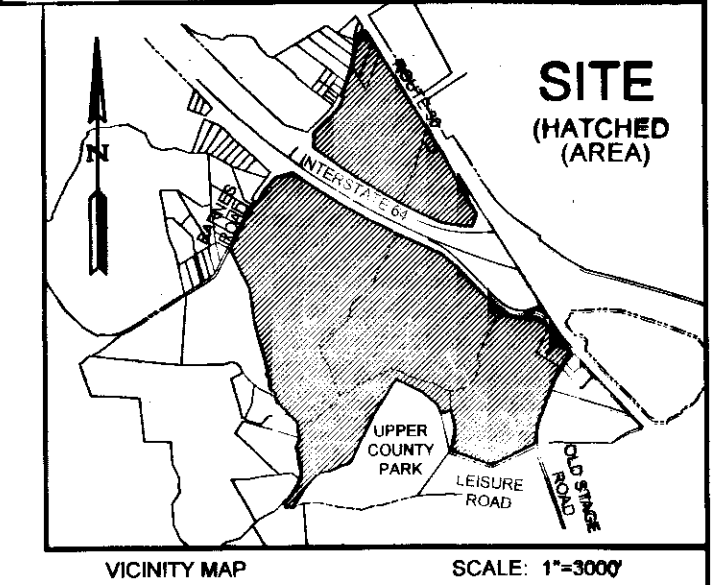 SITE
(HATCHED
(AREA)
N
ROUTE 30
INTERSTATE 64
BARNES
ROAD
UPPER
COUNTY
PARK
LEISURE
ROAD
OLD STAGE
ROAD
VICINITY MAP
SCALE: 1"=3000'